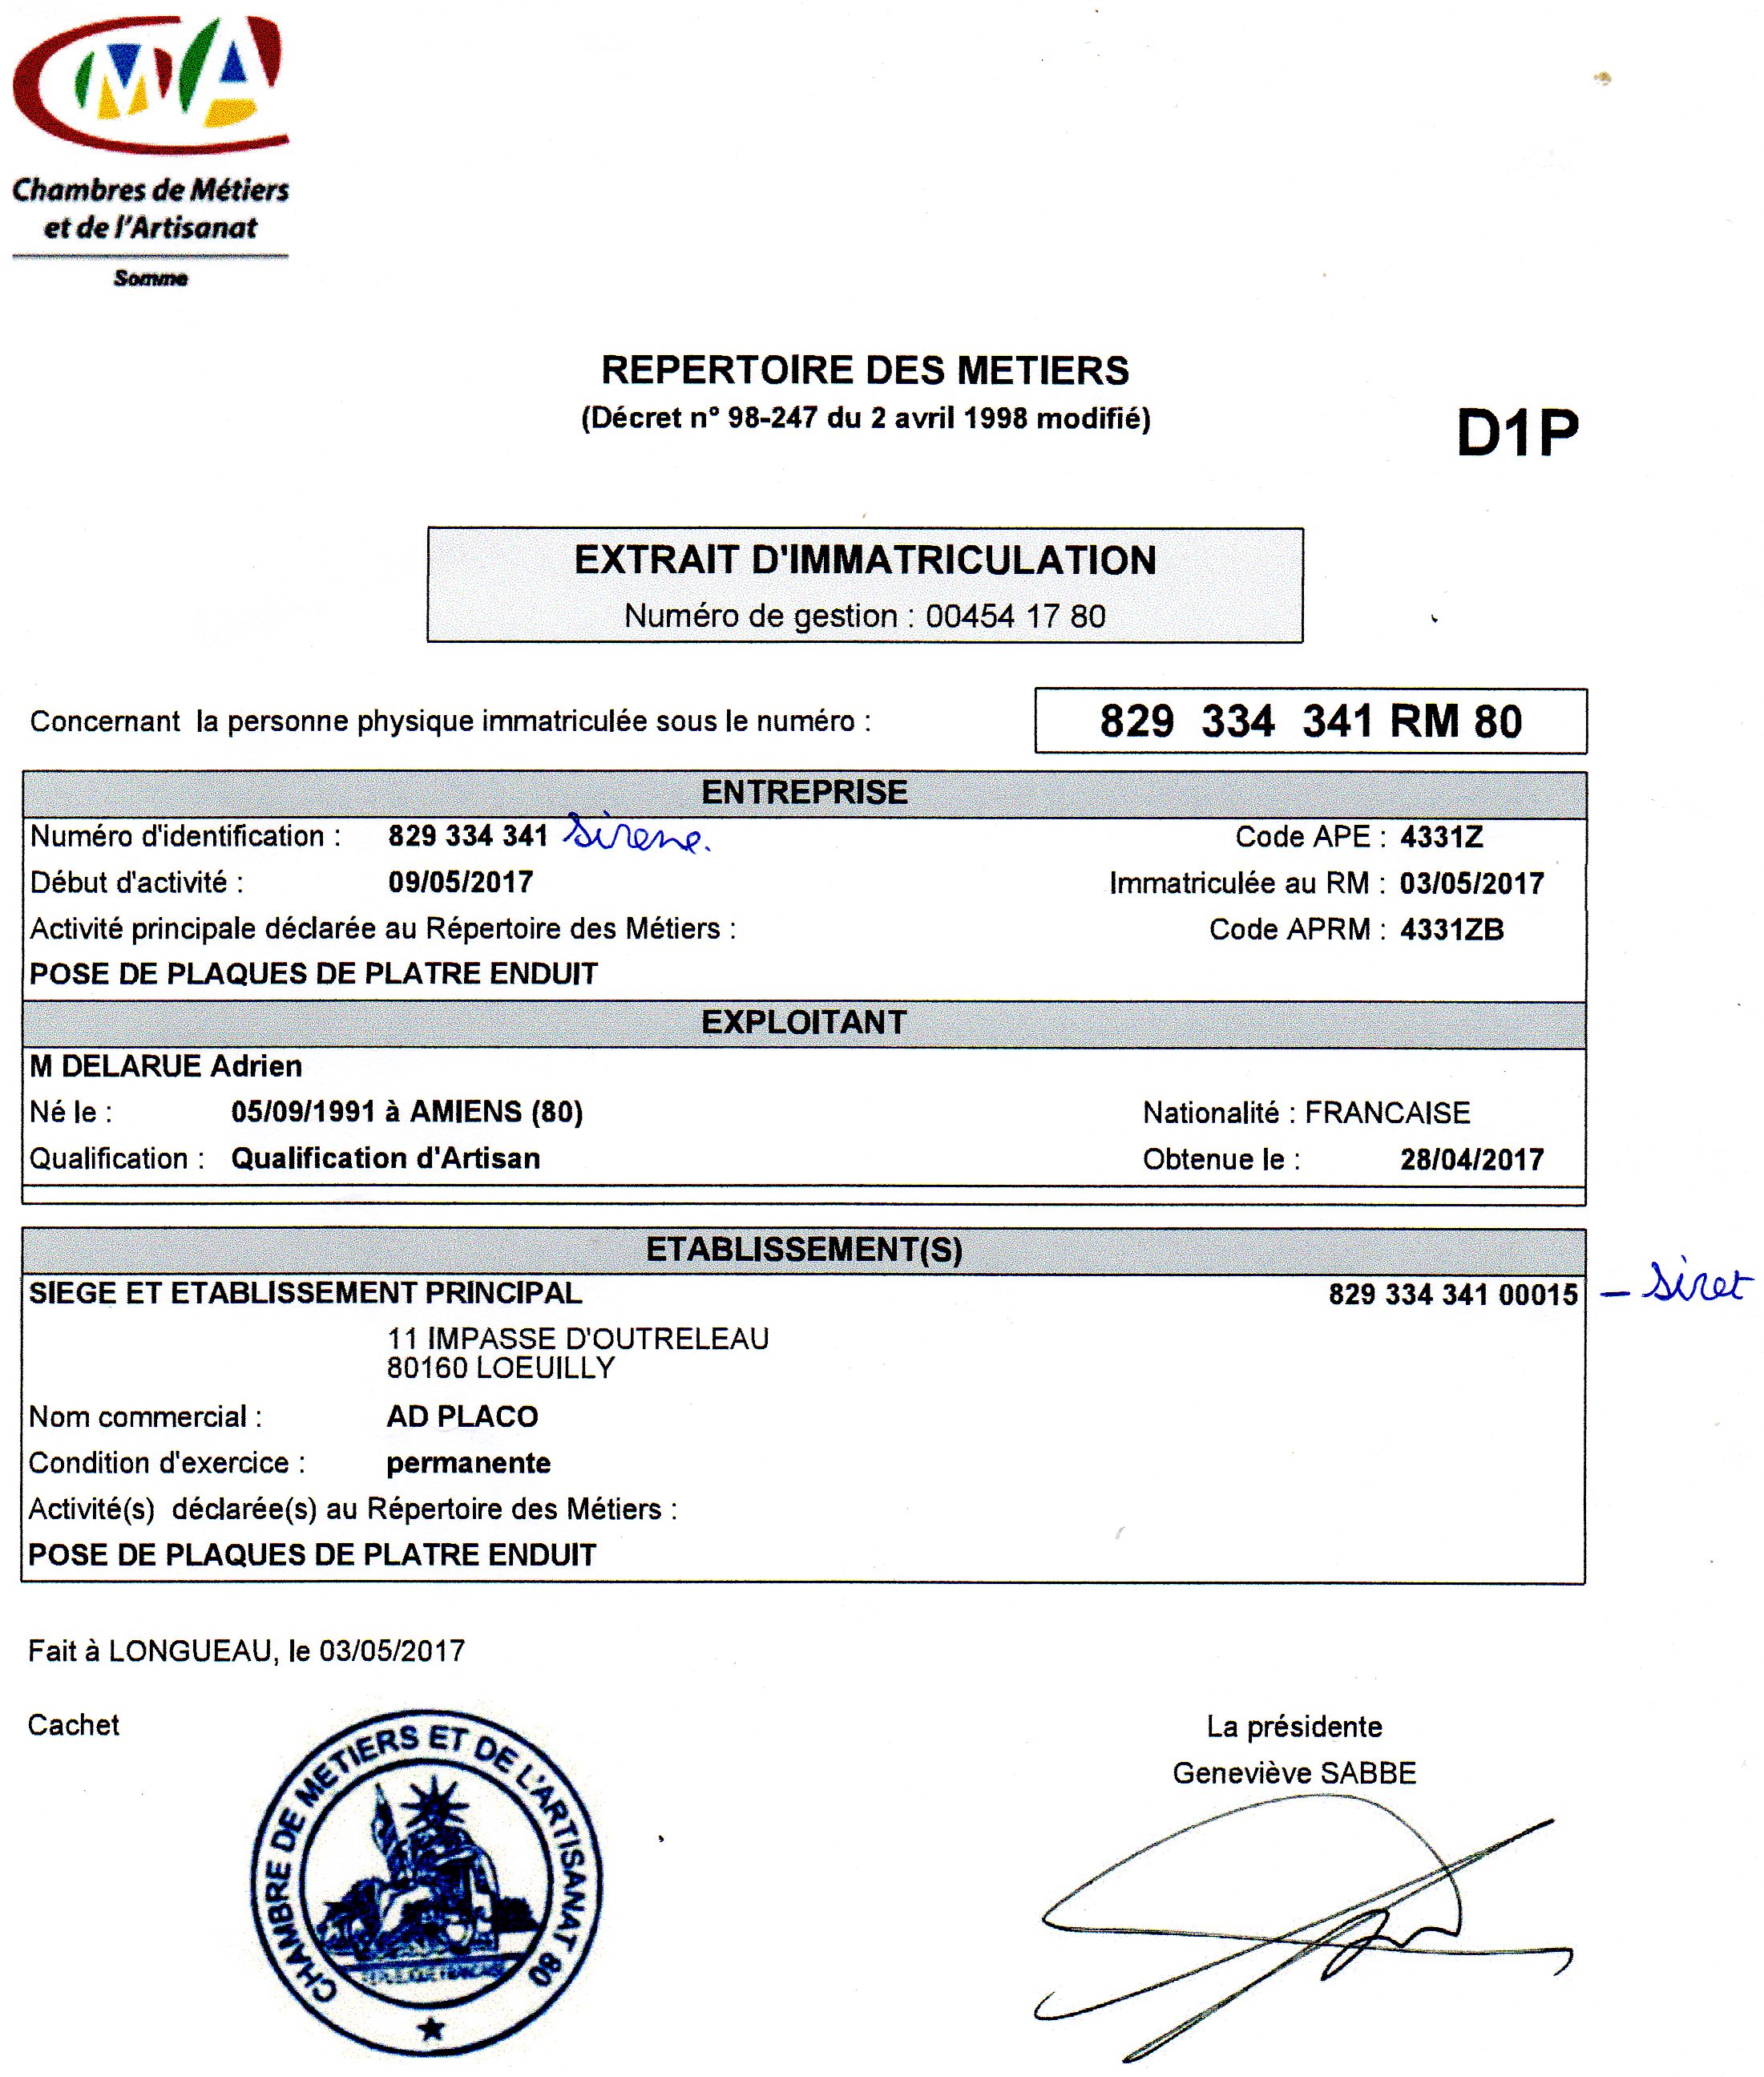 CMA
Chambres de Métiers
et de l'Artisanat
Somme
REPERTOIRE DES METIERS
(Décret n° 98-247 du 2 avril 1998 modifié)
D1P
EXTRAIT D'IMMATRICULATION
Numéro de gestion : 00454 17 80
Concernant la personne physique immatriculée sous le numéro :
829 334 341 RM 80
ENTREPRISE
Numéro d'identification : 829 334 341 Sirene. Code APE : 4331Z
Début d'activité : 09/05/2017 Immatriculée au RM : 03/05/2017
Activité principale déclarée au Répertoire des Métiers : Code APRM : 4331ZB
POSE DE PLAQUES DE PLATRE ENDUIT
EXPLOITANT
M DELARUE Adrien
Né le : 05/09/1991 à AMIENS (80) Nationalité : FRANCAISE
Qualification : Qualification d'Artisan Obtenue le : 28/04/2017
ETABLISSEMENT(S)
SIEGE ET ETABLISSEMENT PRINCIPAL 829 334 341 00015 – Siret
11 IMPASSE D'OUTRELEAU
80160 LOEUILLY
Nom commercial : AD PLACO
Condition d'exercice : permanente
Activité(s) déclarée(s) au Répertoire des Métiers :
POSE DE PLAQUES DE PLATRE ENDUIT
Fait à LONGUEAU, le 03/05/2017
Cachet
La présidente
Geneviève SABBE
CHAMBRE DE METIERS ET DE L'ARTISANAT 80
REPUBLIQUE FRANCAISE